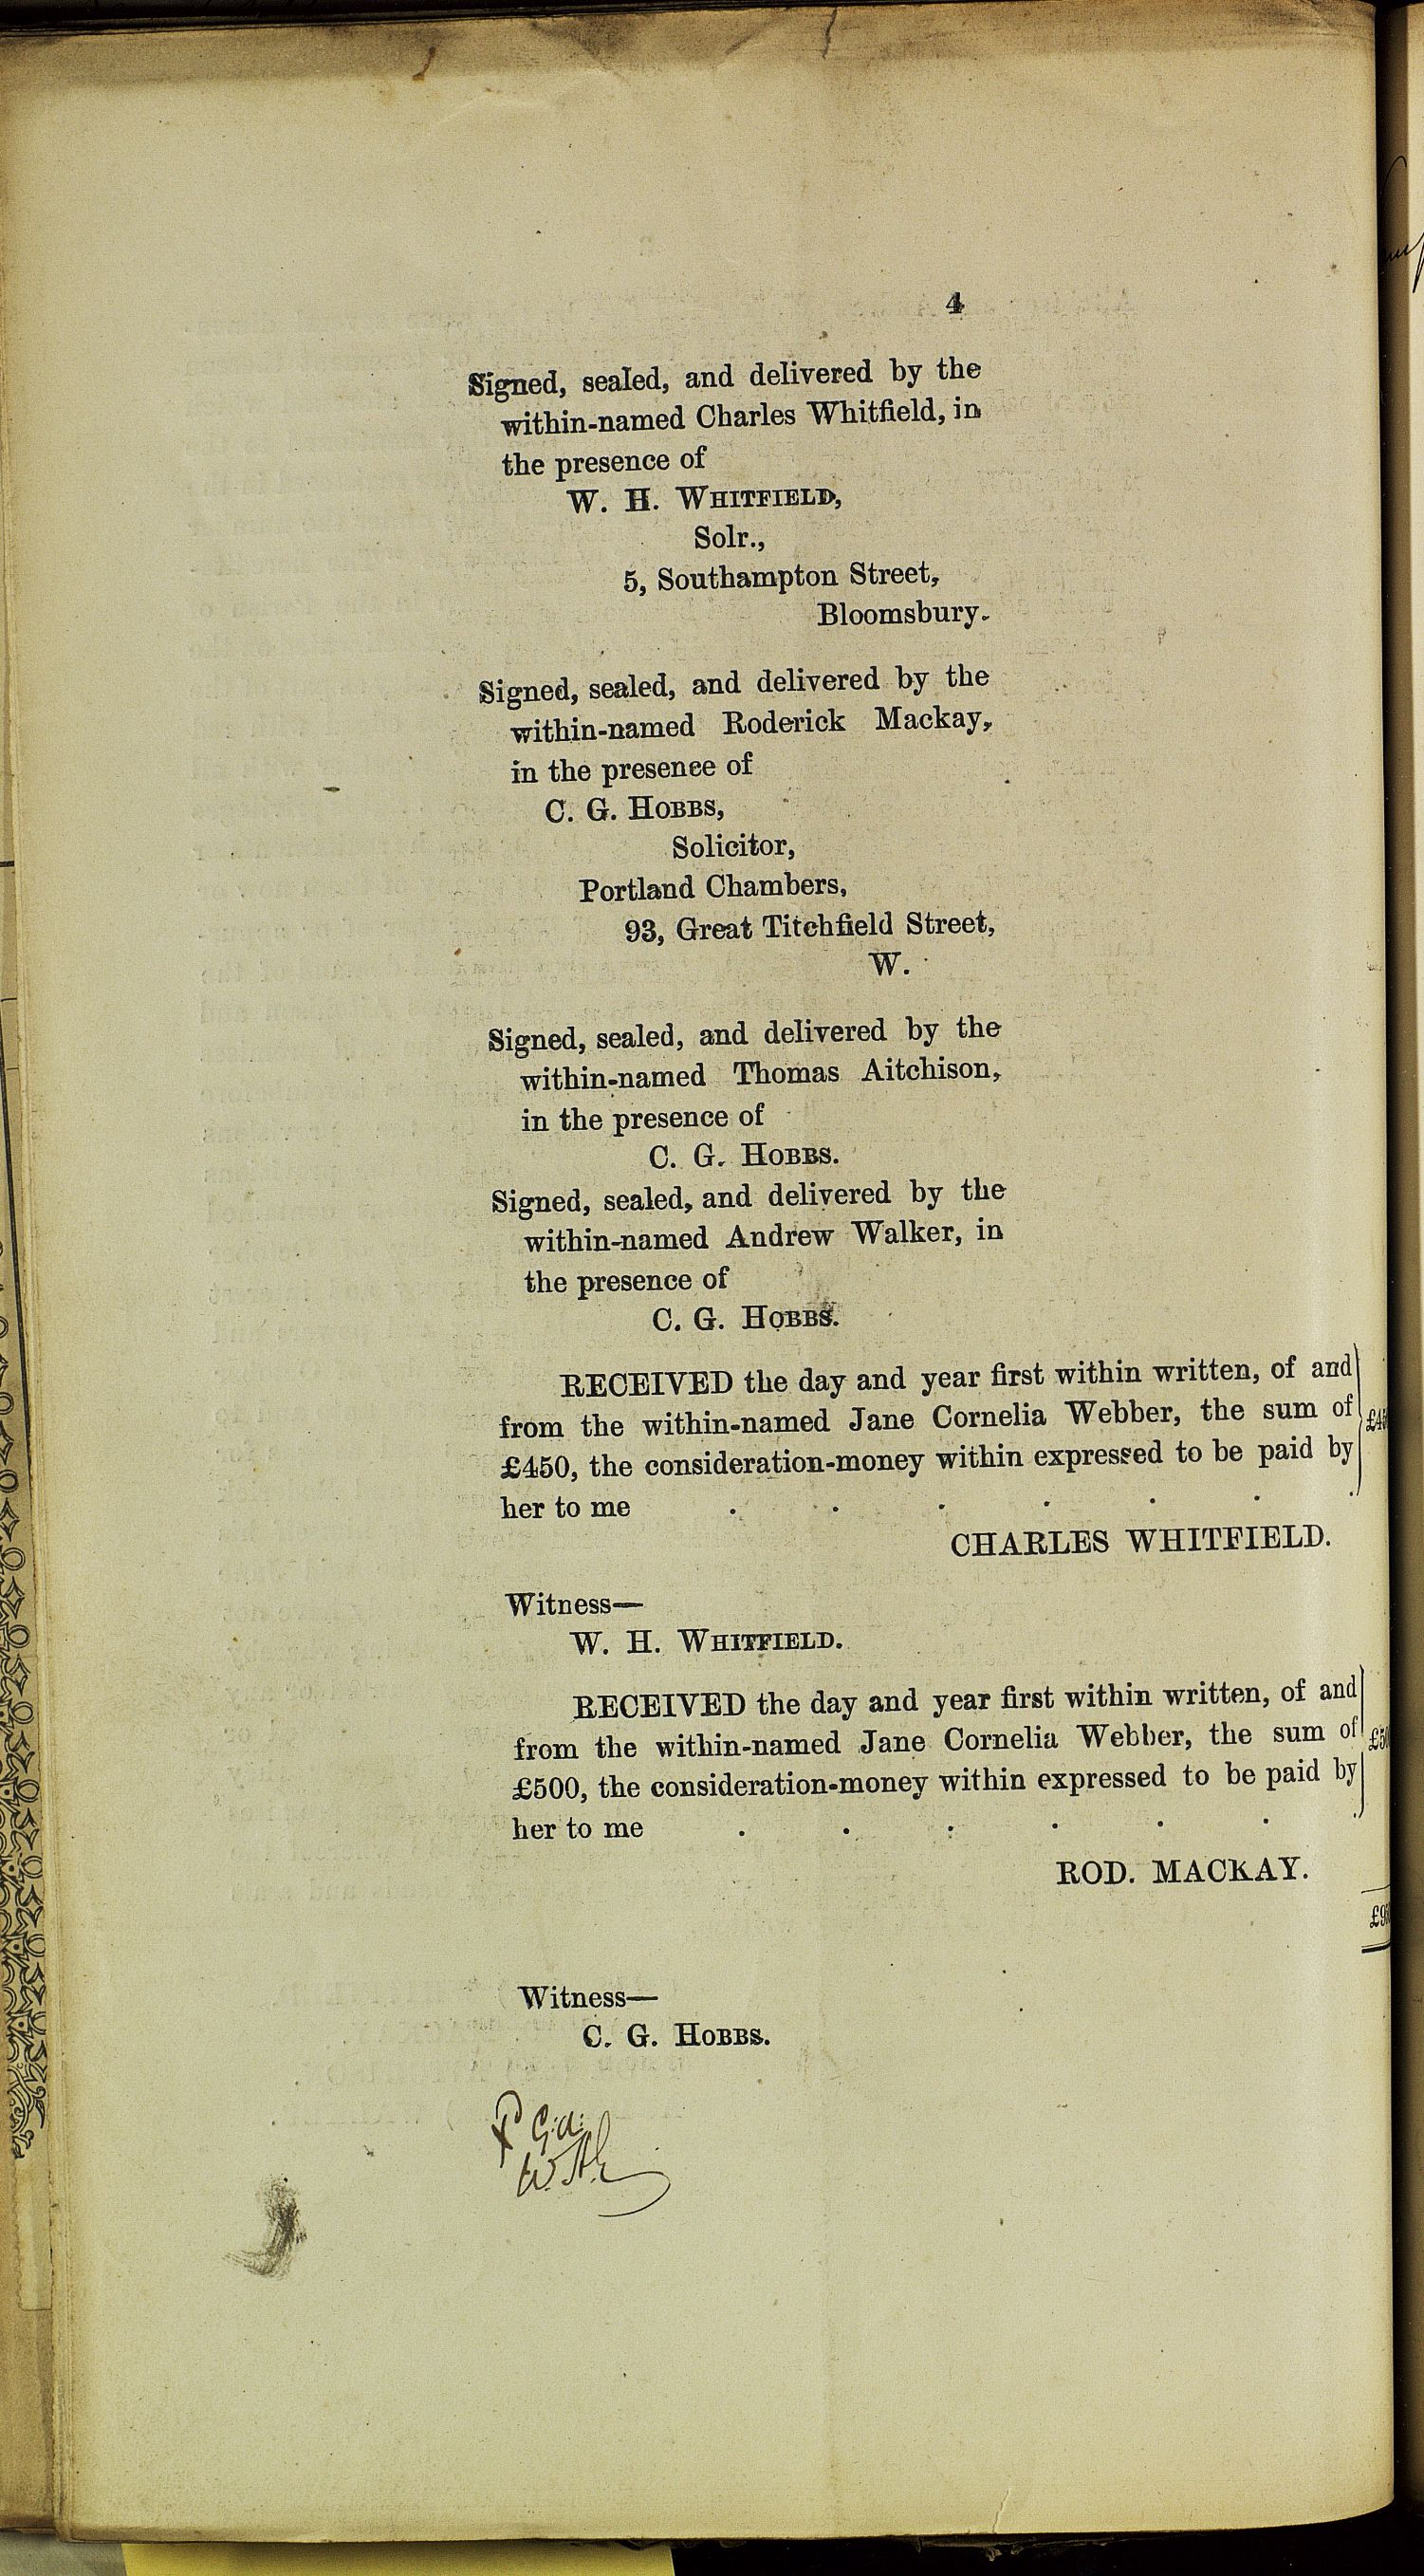 4
Signed, sealed, and delivered by the
within-named Charles Whitfield, in
the presence of
W. H. WHITFIELD,
Solr.,
5, Southampton Street,
Bloomsbury.
Signed, sealed, and delivered by the
within-named Roderick Mackay,
in the presence of
C. G. HOBBS,
Solicitor,
Portland Chambers,
93, Great Titchfield Street,
W.
Signed, sealed, and delivered by the
within-named Thomas Aitchison,
in the presence of
C. G. HOBBS.
Signed, sealed, and delivered by the
within-named Andrew Walker, in
the presence of
C. G. HOBBS.
RECEIVED the day and year first within written, of and
from the within-named Jane Cornelia Webber, the sum of
£450, the consideration-money within expressed to be paid by
her to me . . . . . . .
CHARLES WHITFIELD.
Witness—
W. H. WHITFIELD.
RECEIVED the day and year first within written, of and
from the within-named Jane Cornelia Webber, the sum of
£500, the consideration-money within expressed to be paid by
her to me . . . . . . .
ROD. MACKAY.
Witness—
C. G. HOBBS.